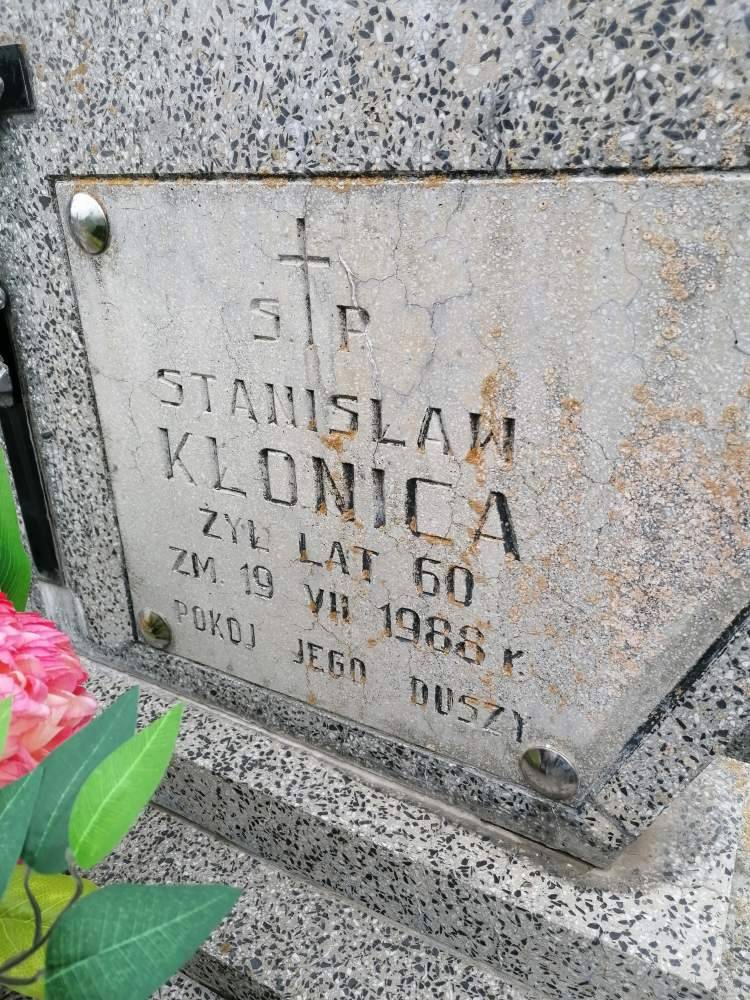 S P
STANISŁAW
KŁONICA
ŻYŁ LAT 60
ZM. 19 VII 1988 r.
POKÓJ JEGO DUSZY